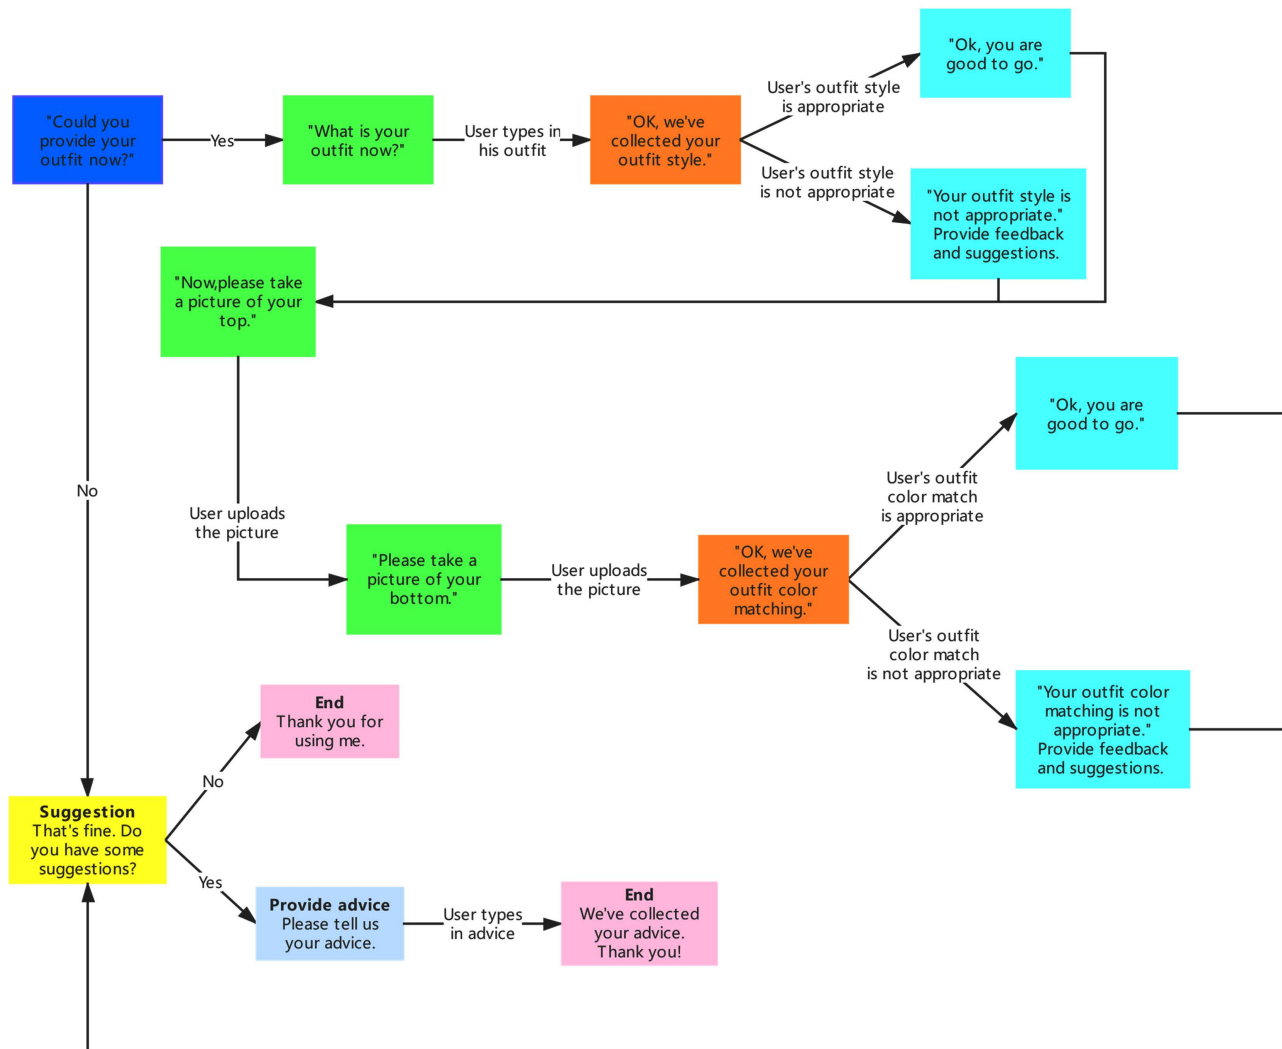 "Could you
provide your
outfit now?"
Yes
"What is your
outfit now?"
User types in
his outfit
"OK, we've
collected your
outfit style."
User's outfit style
is appropriate
"Ok, you are
good to go."
User's outfit style
is not appropriate
"Your outfit style is
not appropriate."
Provide feedback
and suggestions.
"Now,please take
a picture of your
top."
No
User uploads
the picture
"Please take a
picture of your
bottom."
User uploads
the picture
"OK, we've
collected your
outfit color
matching."
User's outfit
color match
is appropriate
"Ok, you are
good to go."
User's outfit
color match
is not appropriate
"Your outfit color
matching is not
appropriate."
Provide feedback
and suggestions.
Suggestion
That's fine. Do
you have some
suggestions?
No
End
Thank you for
using me.
Yes
Provide advice
Please tell us
your advice.
User types
in advice
End
We've collected
your advice.
Thank you!